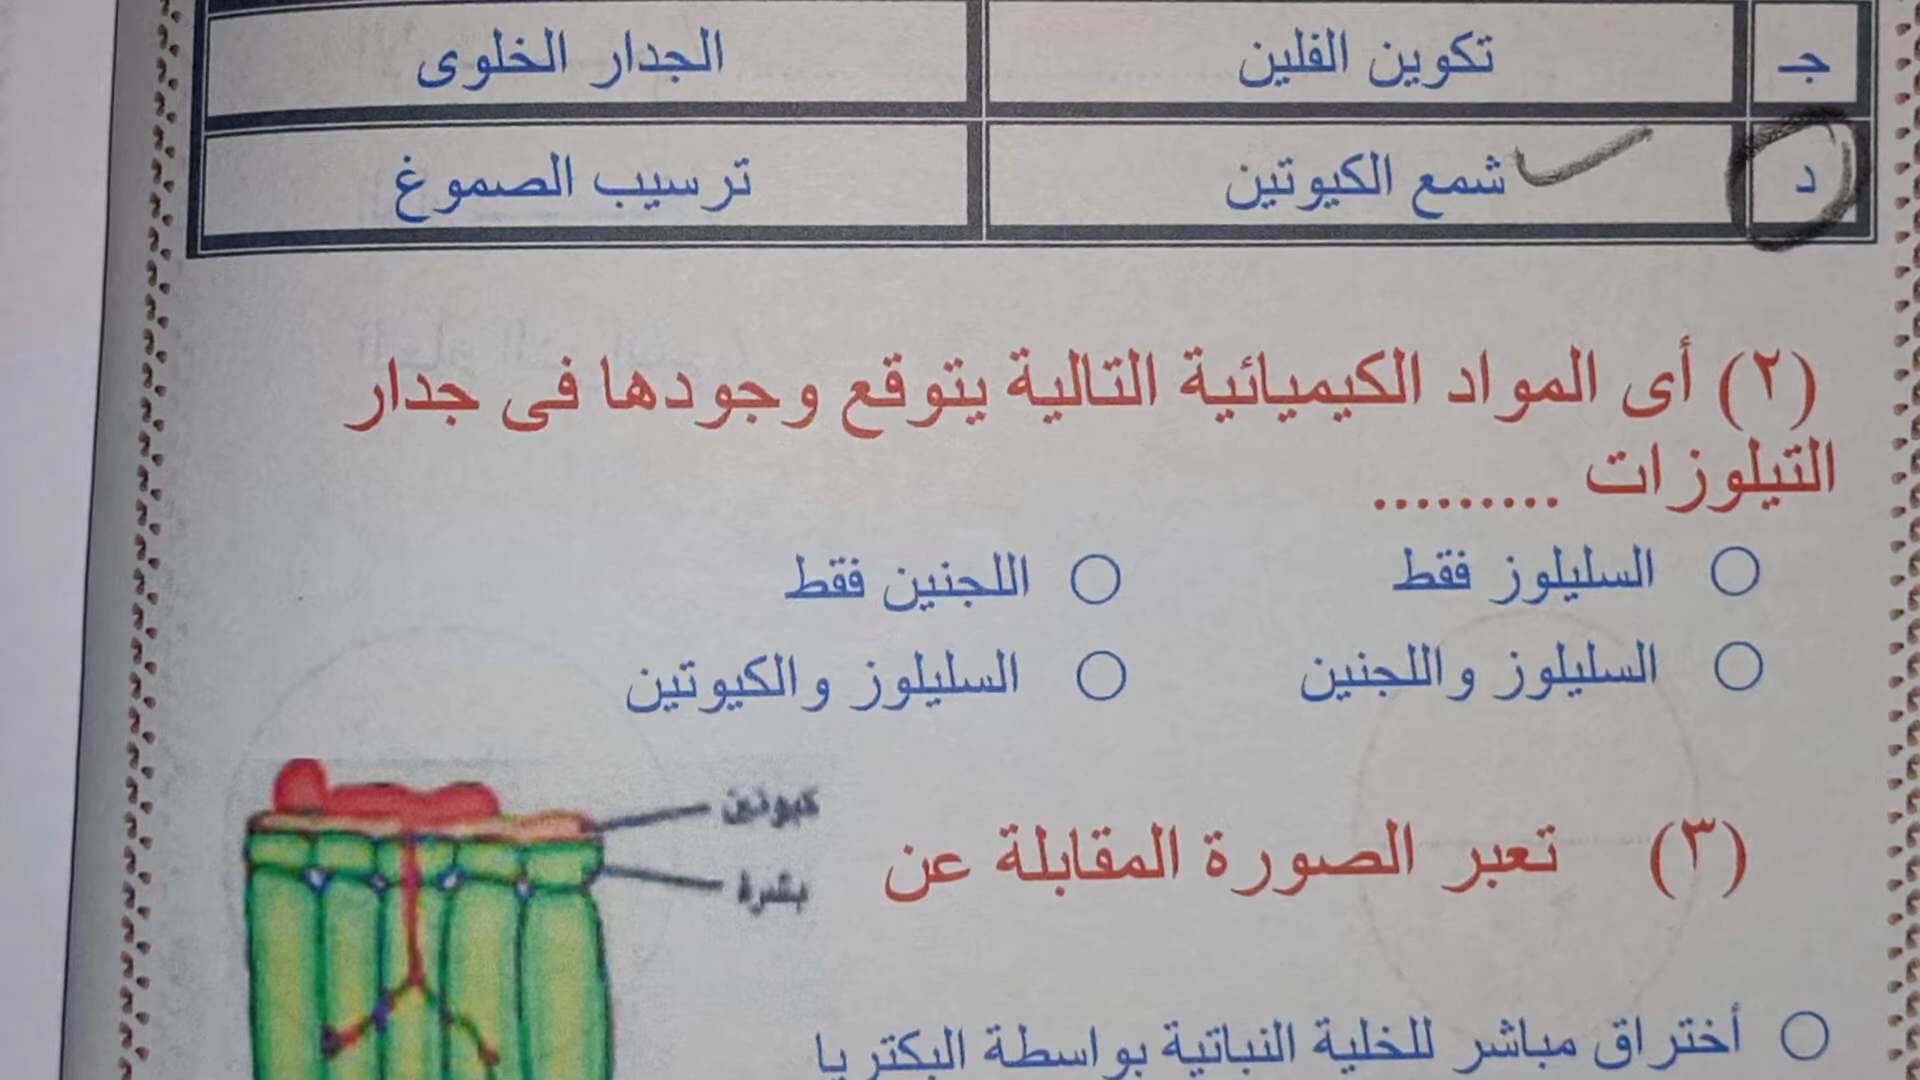 جـ تكوين الفلين الجدار الخلوى
د شمع الكيوتين ترسيب الصموغ
(٢) أى المواد الكيميائية التالية يتوقع وجودها فى جدار
التيلوزات .........
السليلوز فقط اللجنين فقط
السليلوز واللجنين السليلوز والكيوتين
كيوتين
بشرة
(٣) تعبر الصورة المقابلة عن
أختراق مباشر للخلية النباتية بواسطة البكتريا